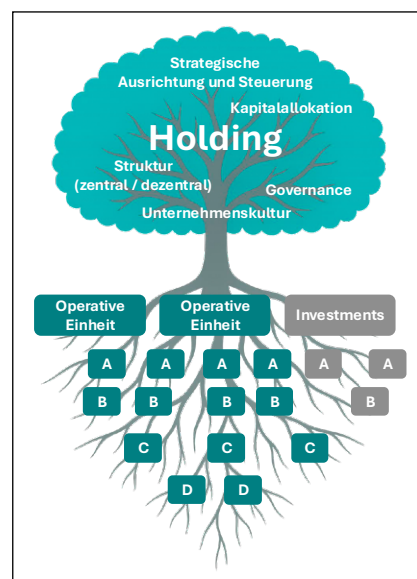 Strategische
Ausrichtung und Steuerung
Kapitalallokation
Holding
Struktur
(zentral / dezentral)
Governance
Unternehmenskultur
Operative
Einheit
Operative
Einheit
Investments
A A A A A A
B B B B B
C C C
D D